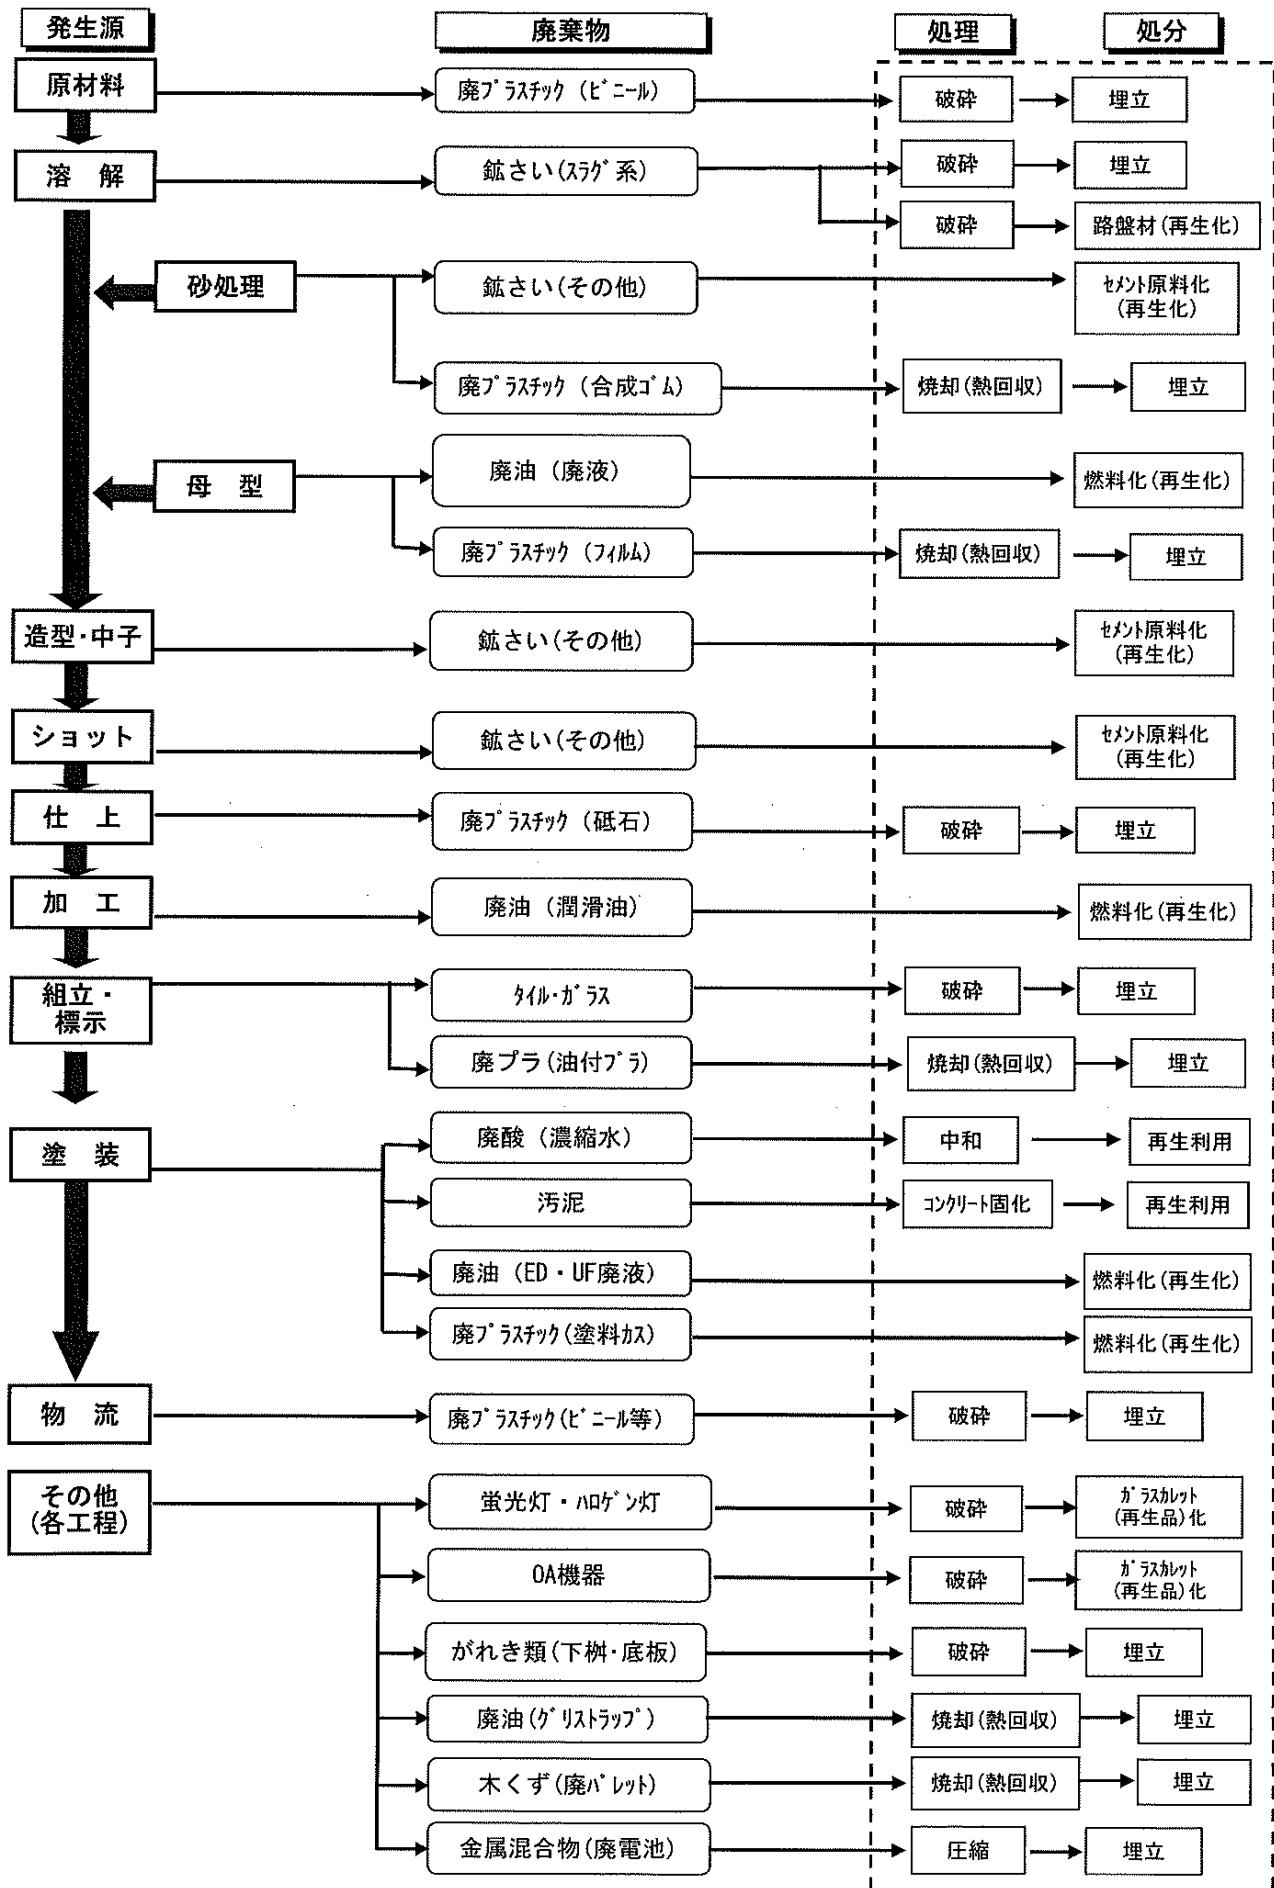 発生源
廃棄物
処理
処分
原材料
廃ﾌﾟﾗｽﾁｯｸ（ﾋﾞﾆｰﾙ）
破砕
埋立
溶　解
鉱さい(ｽﾗｸﾞ系)
破砕
埋立
破砕
路盤材(再生化)
砂処理
鉱さい(その他)
ｾﾒﾝﾄ原料化
(再生化)
廃ﾌﾟﾗｽﾁｯｸ（合成ｺﾞﾑ）
焼却(熱回収)
埋立
母　型
廃油（廃液）
燃料化(再生化)
廃ﾌﾟﾗｽﾁｯｸ（ﾌｨﾙﾑ）
焼却(熱回収)
埋立
造型・中子
鉱さい(その他)
ｾﾒﾝﾄ原料化
(再生化)
ショット
鉱さい(その他)
ｾﾒﾝﾄ原料化
(再生化)
仕　上
廃ﾌﾟﾗｽﾁｯｸ（砥石）
破砕
埋立
加　工
廃油（潤滑油）
燃料化(再生化)
組立・
標示
ﾀｲﾙ・ｶﾞﾗｽ
破砕
埋立
廃プラ(油付ﾌﾟﾗ)
焼却(熱回収)
埋立
塗　装
廃酸（濃縮水）
中和
再生利用
汚泥
ｺﾝｸﾘｰﾄ固化
再生利用
廃油（ED・UF廃液）
燃料化(再生化)
廃ﾌﾟﾗｽﾁｯｸ(塗料ｶｽ)
燃料化(再生化)
物　流
廃ﾌﾟﾗｽﾁｯｸ(ﾋﾞﾆｰﾙ等)
破砕
埋立
その他
(各工程)
蛍光灯・ﾊﾛｹﾞﾝ灯
破砕
ｶﾞﾗｽｶﾚｯﾄ
(再生品)化
OA機器
破砕
ｶﾞﾗｽｶﾚｯﾄ
(再生品)化
がれき類(下桝・底板)
破砕
埋立
廃油(ｸﾞﾘｽﾄﾗｯﾌﾟ)
焼却(熱回収)
埋立
木くず(廃ﾊﾟﾚｯﾄ)
焼却(熱回収)
埋立
金属混合物(廃電池)
圧縮
埋立